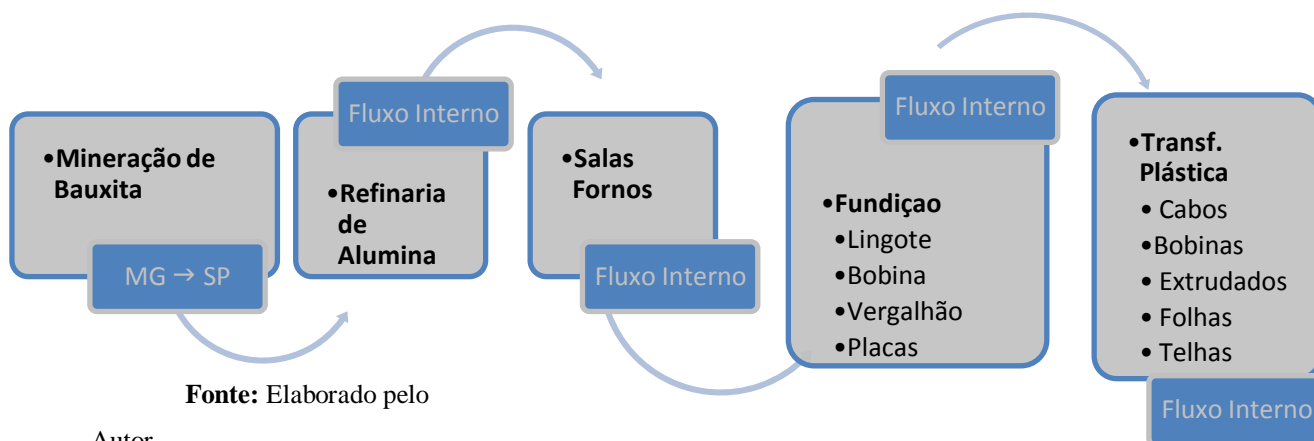 •Mineração de
Bauxita
MG → SP
Fluxo Interno
•Refinaria
de
Alumina
•Salas
Fornos
Fluxo Interno
Fluxo Interno
•Fundiçao
•Lingote
•Bobina
•Vergalhão
•Placas
•Transf.
Plástica
• Cabos
•Bobinas
• Extrudados
• Folhas
• Telhas
Fluxo Interno
Fonte: Elaborado pelo
Autor